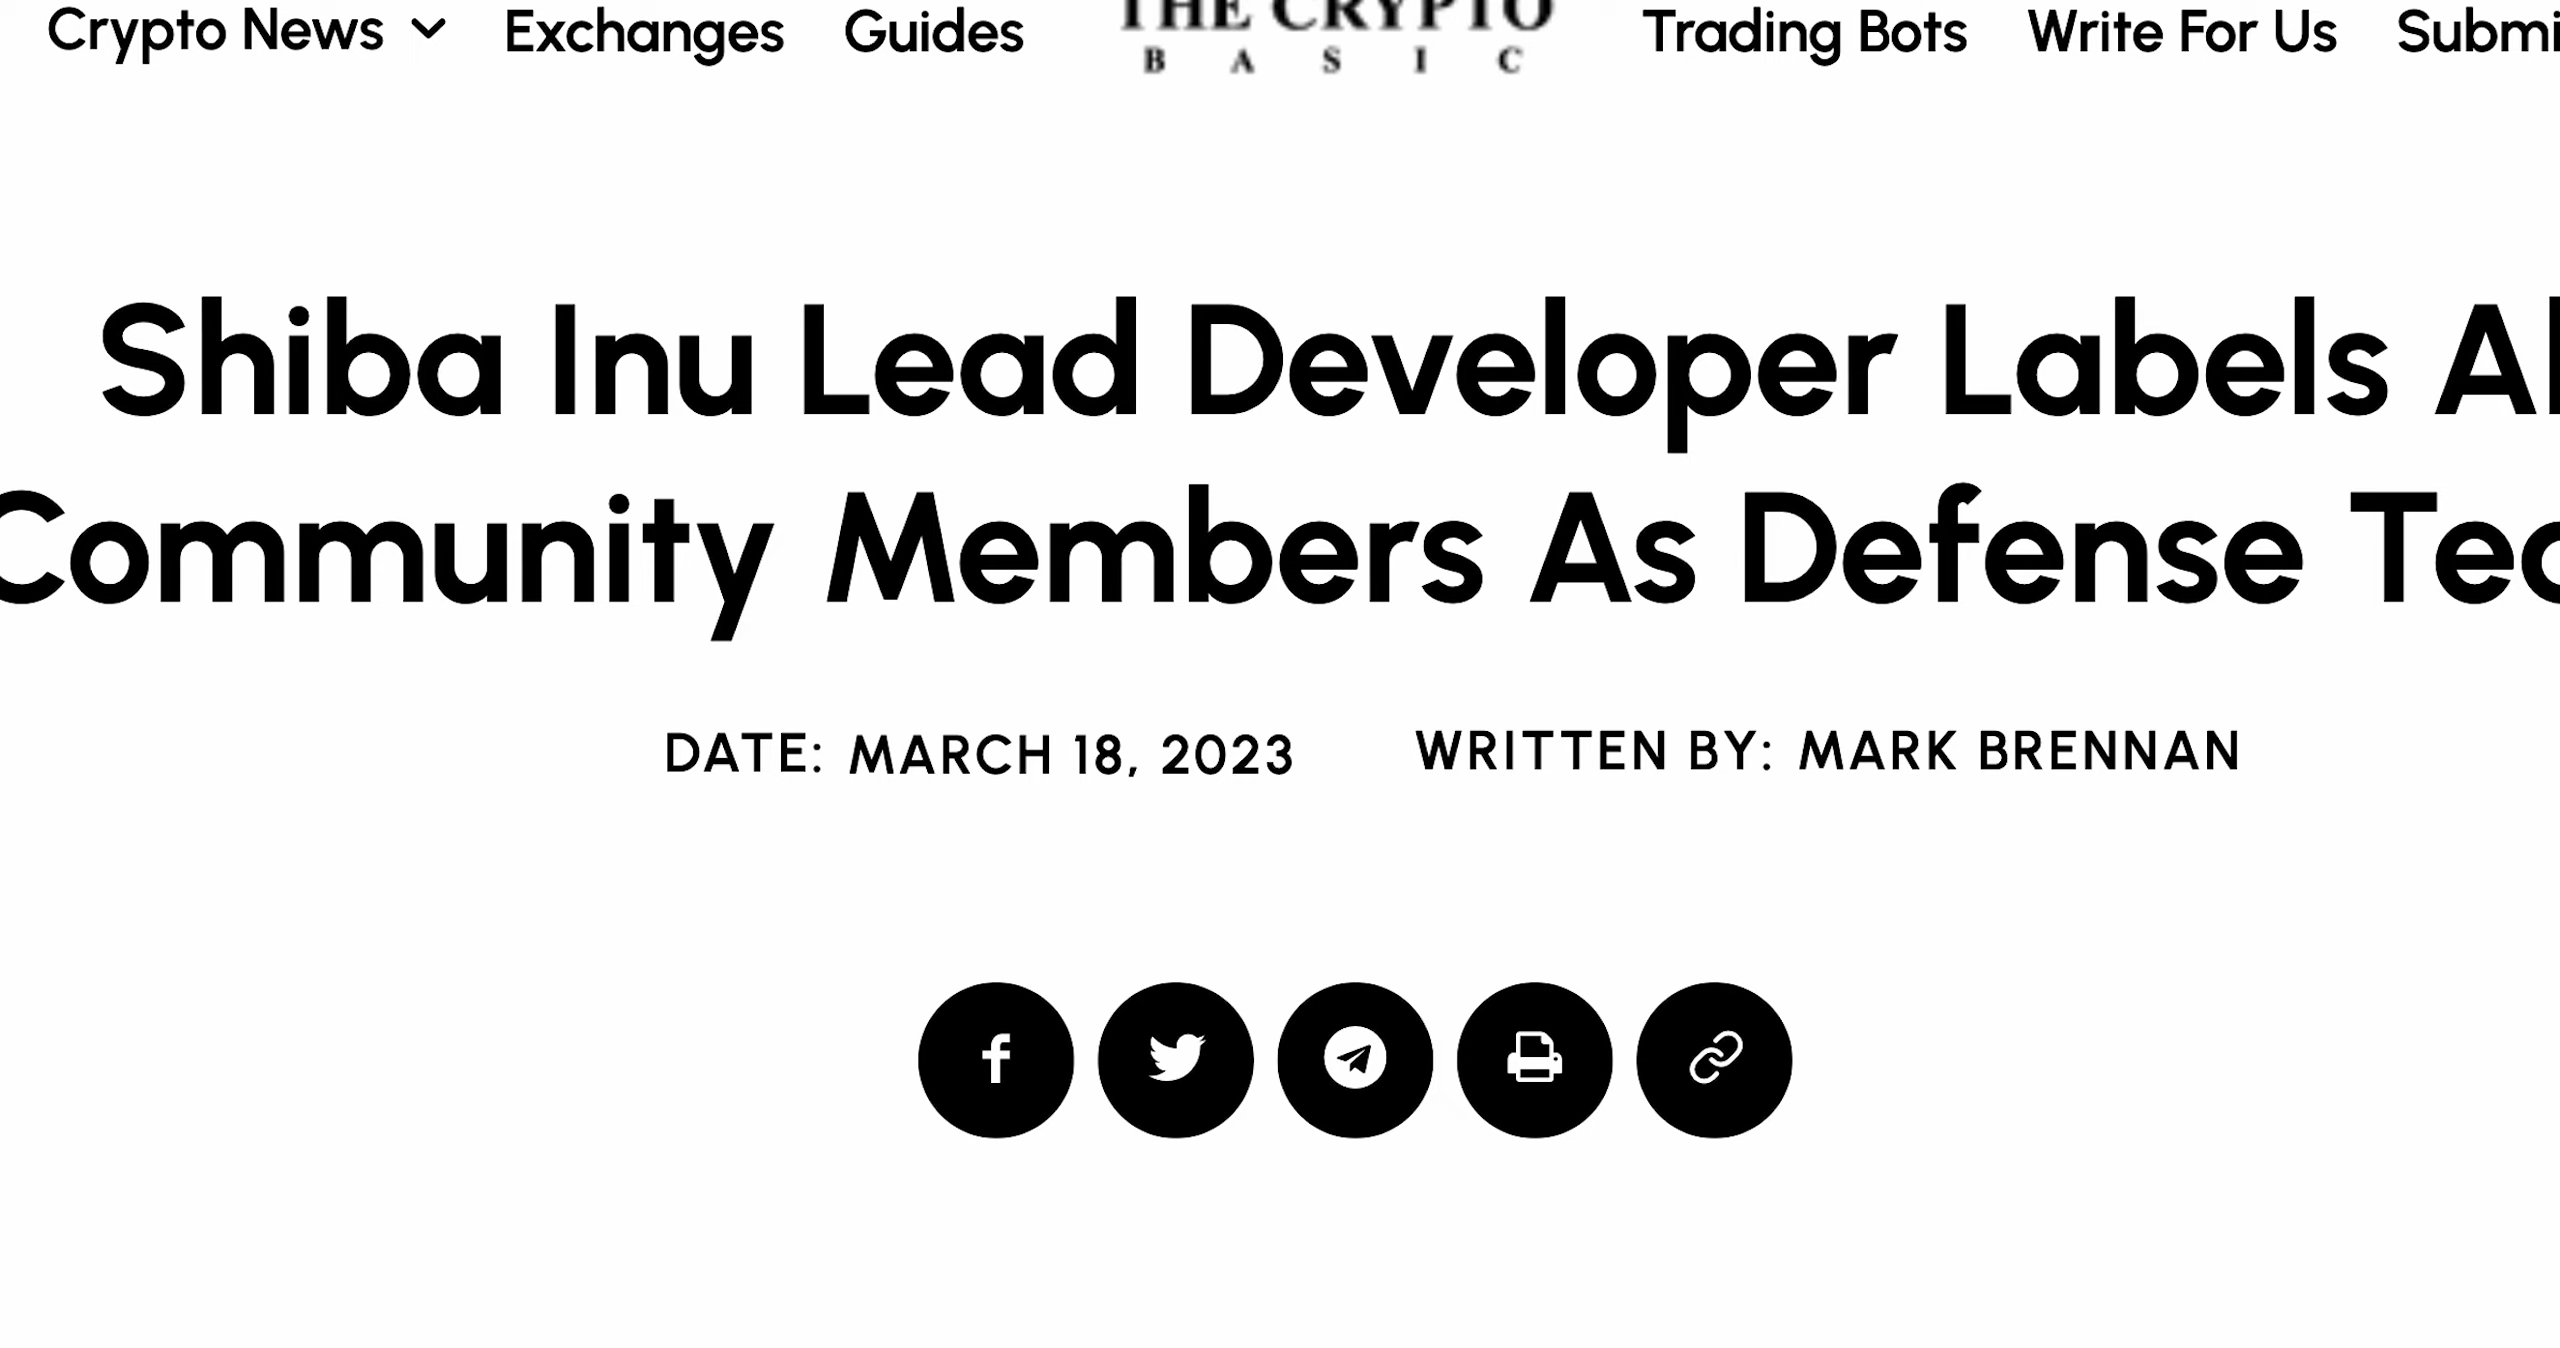 Crypto News Exchanges Guides THE CRYPTO Trading Bots Write For Us
BASIC
Shiba Inu Lead Developer Labels
Community Members As Defense
DATE: MARCH 18, 2023 WRITTEN BY: MARK BRENNAN